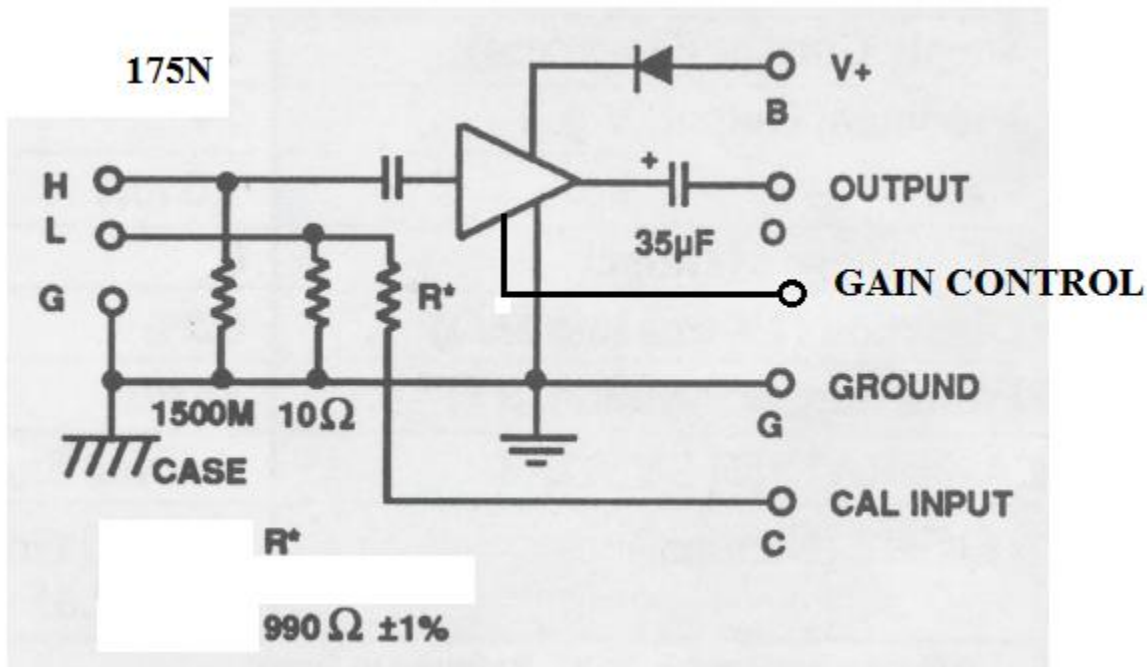 175N
V+
B
H
+
OUTPUT
L
35µF
O
R*
GAIN CONTROL
G
GROUND
1500M 10Ω
G
CASE
CAL INPUT
R*
C
990 Ω ±1%